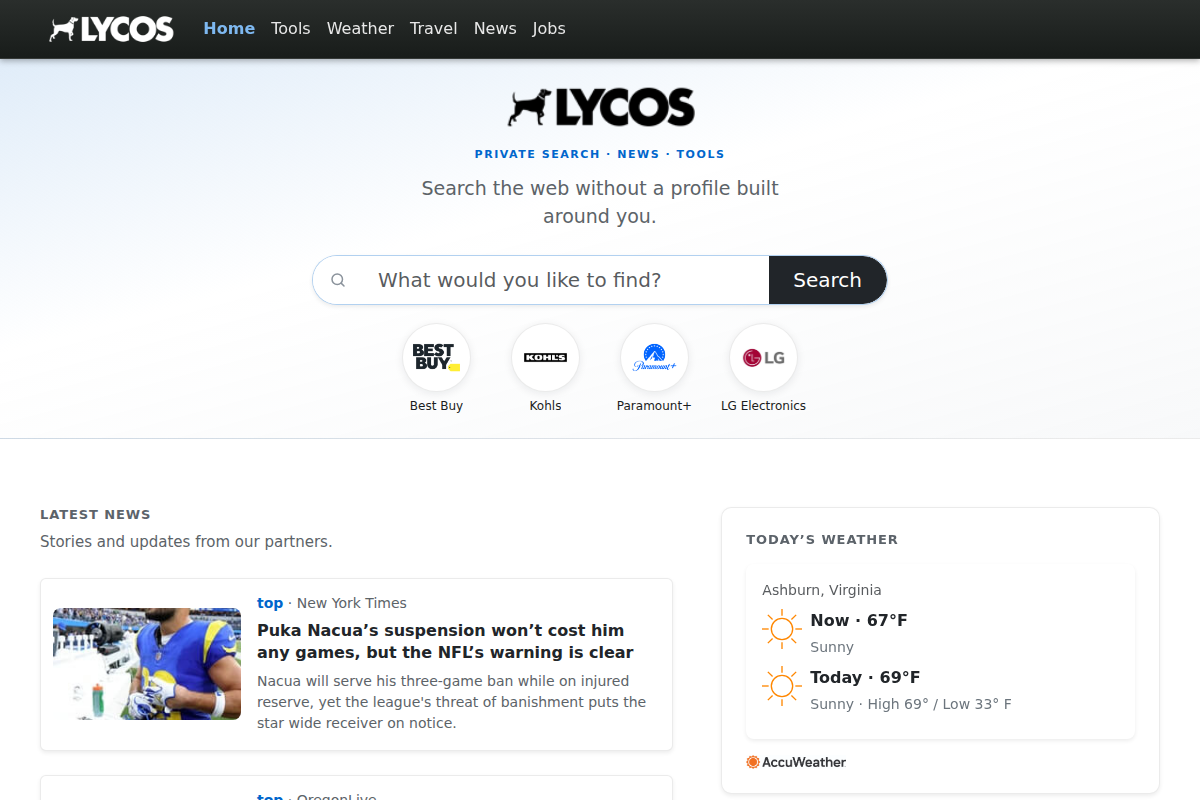 LYCOS
Home Tools Weather Travel News Jobs
LYCOS
PRIVATE SEARCH · NEWS · TOOLS
Search the web without a profile built
around you.
What would you like to find?
Search
BEST
BUY
KOHL'S
Paramount+
LG
Best Buy
Kohls
Paramount+
LG Electronics
LATEST NEWS
Stories and updates from our partners.
top · New York Times
Puka Nacua’s suspension won’t cost him
any games, but the NFL’s warning is clear
Nacua will serve his three-game ban while on injured
reserve, yet the league's threat of banishment puts the
star wide receiver on notice.
top · OregonLive
TODAY’S WEATHER
Ashburn, Virginia
Now · 67°F
Sunny
Today · 69°F
Sunny · High 69° / Low 33° F
AccuWeather